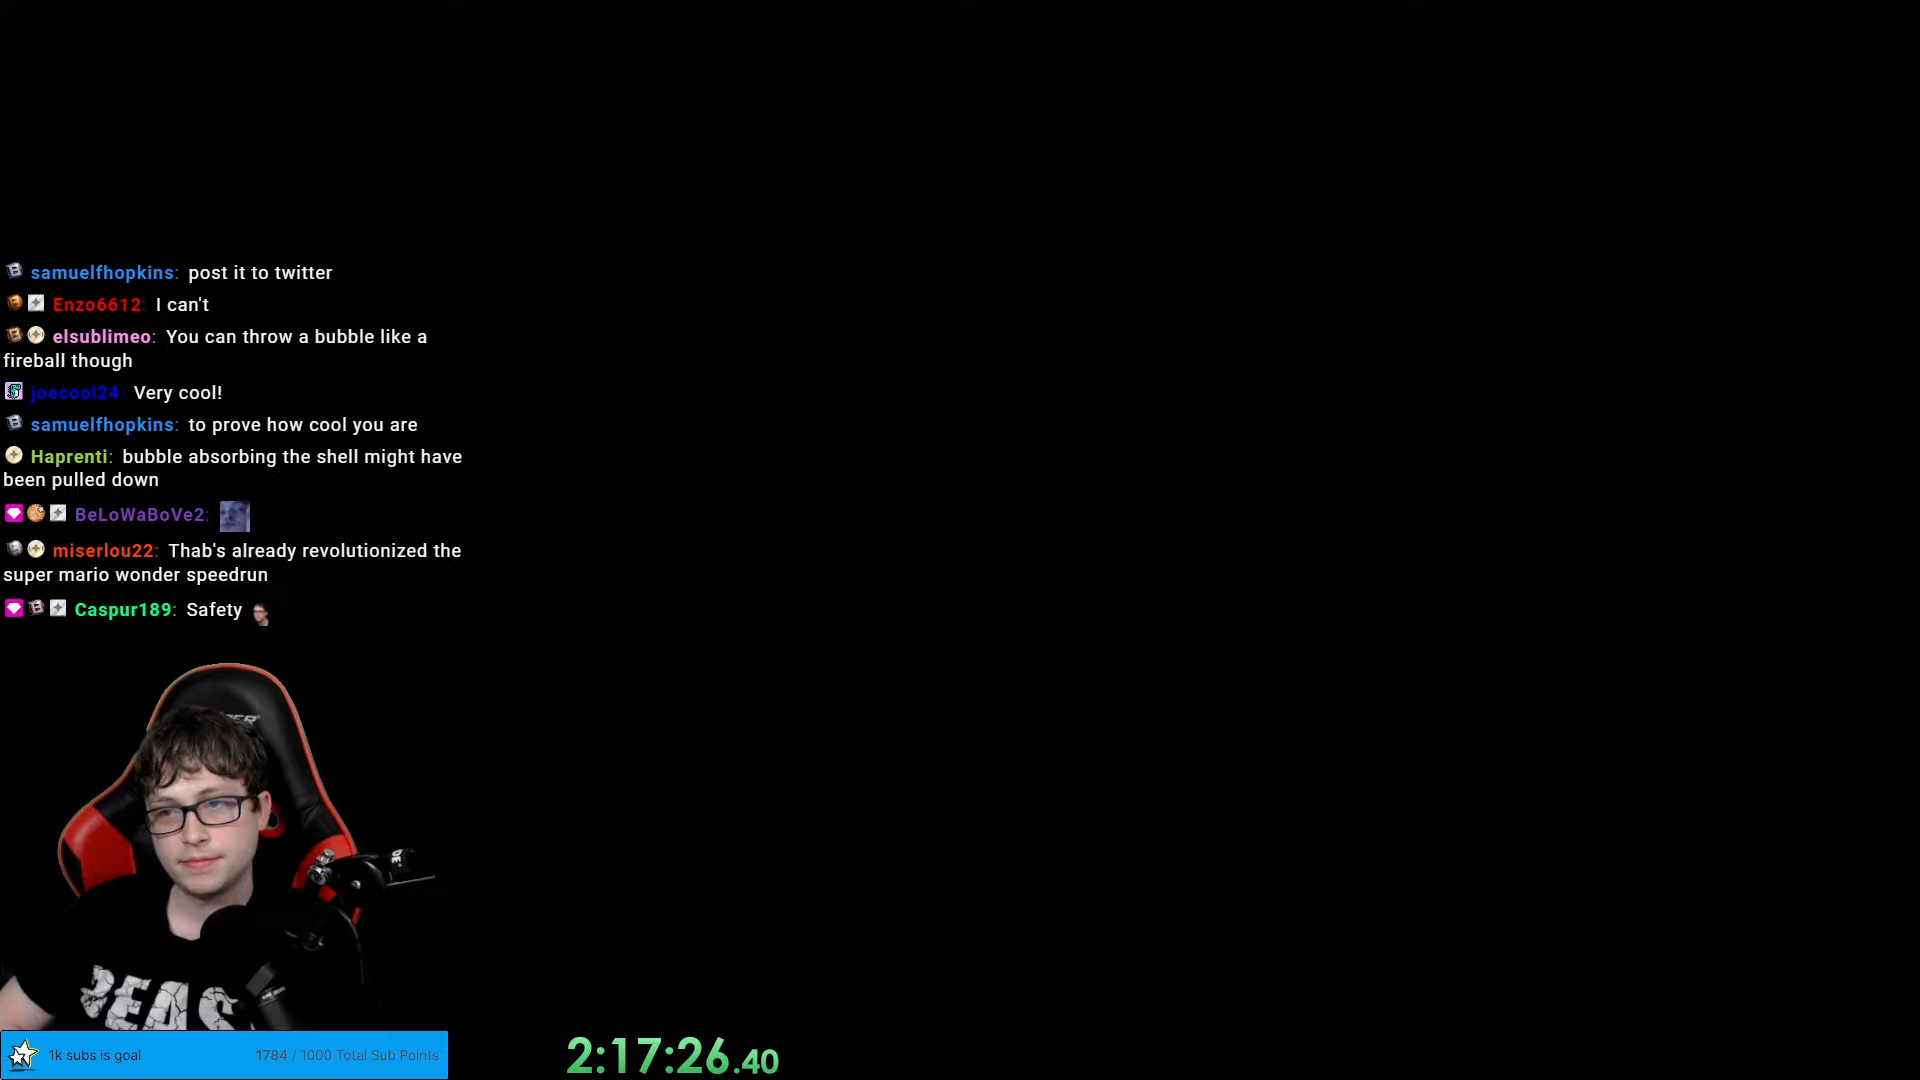 samuelfhopkins: post it to twitter
Enzo6612: I can't
elsublimeo: You can throw a bubble like a
fireball though
joecool24: Very cool!
samuelfhopkins: to prove how cool you are
Haprenti: bubble absorbing the shell might have
been pulled down
BeLoWaBoVe2:
miserlou22: Thab's already revolutionized the
super mario wonder speedrun
Caspur189: Safety
BEAS
1k subs is goal
1784 / 1000 Total Sub Points
2:17:26.40